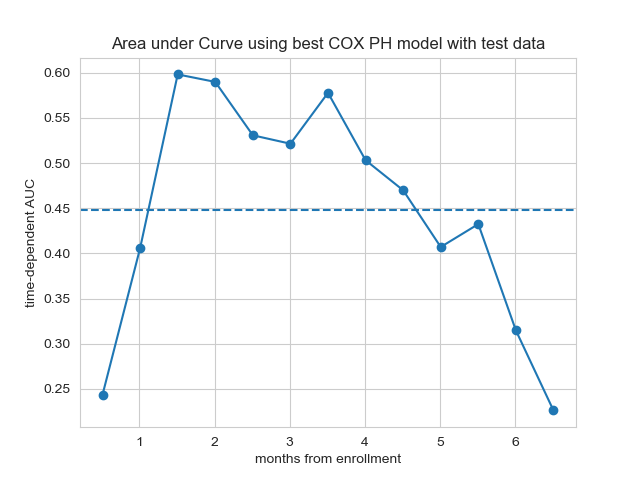 Area under Curve using best COX PH model with test data
time-dependent AUC
0.60
0.55
0.50
0.45
0.40
0.35
0.30
0.25
1 2 3 4 5 6
months from enrollment